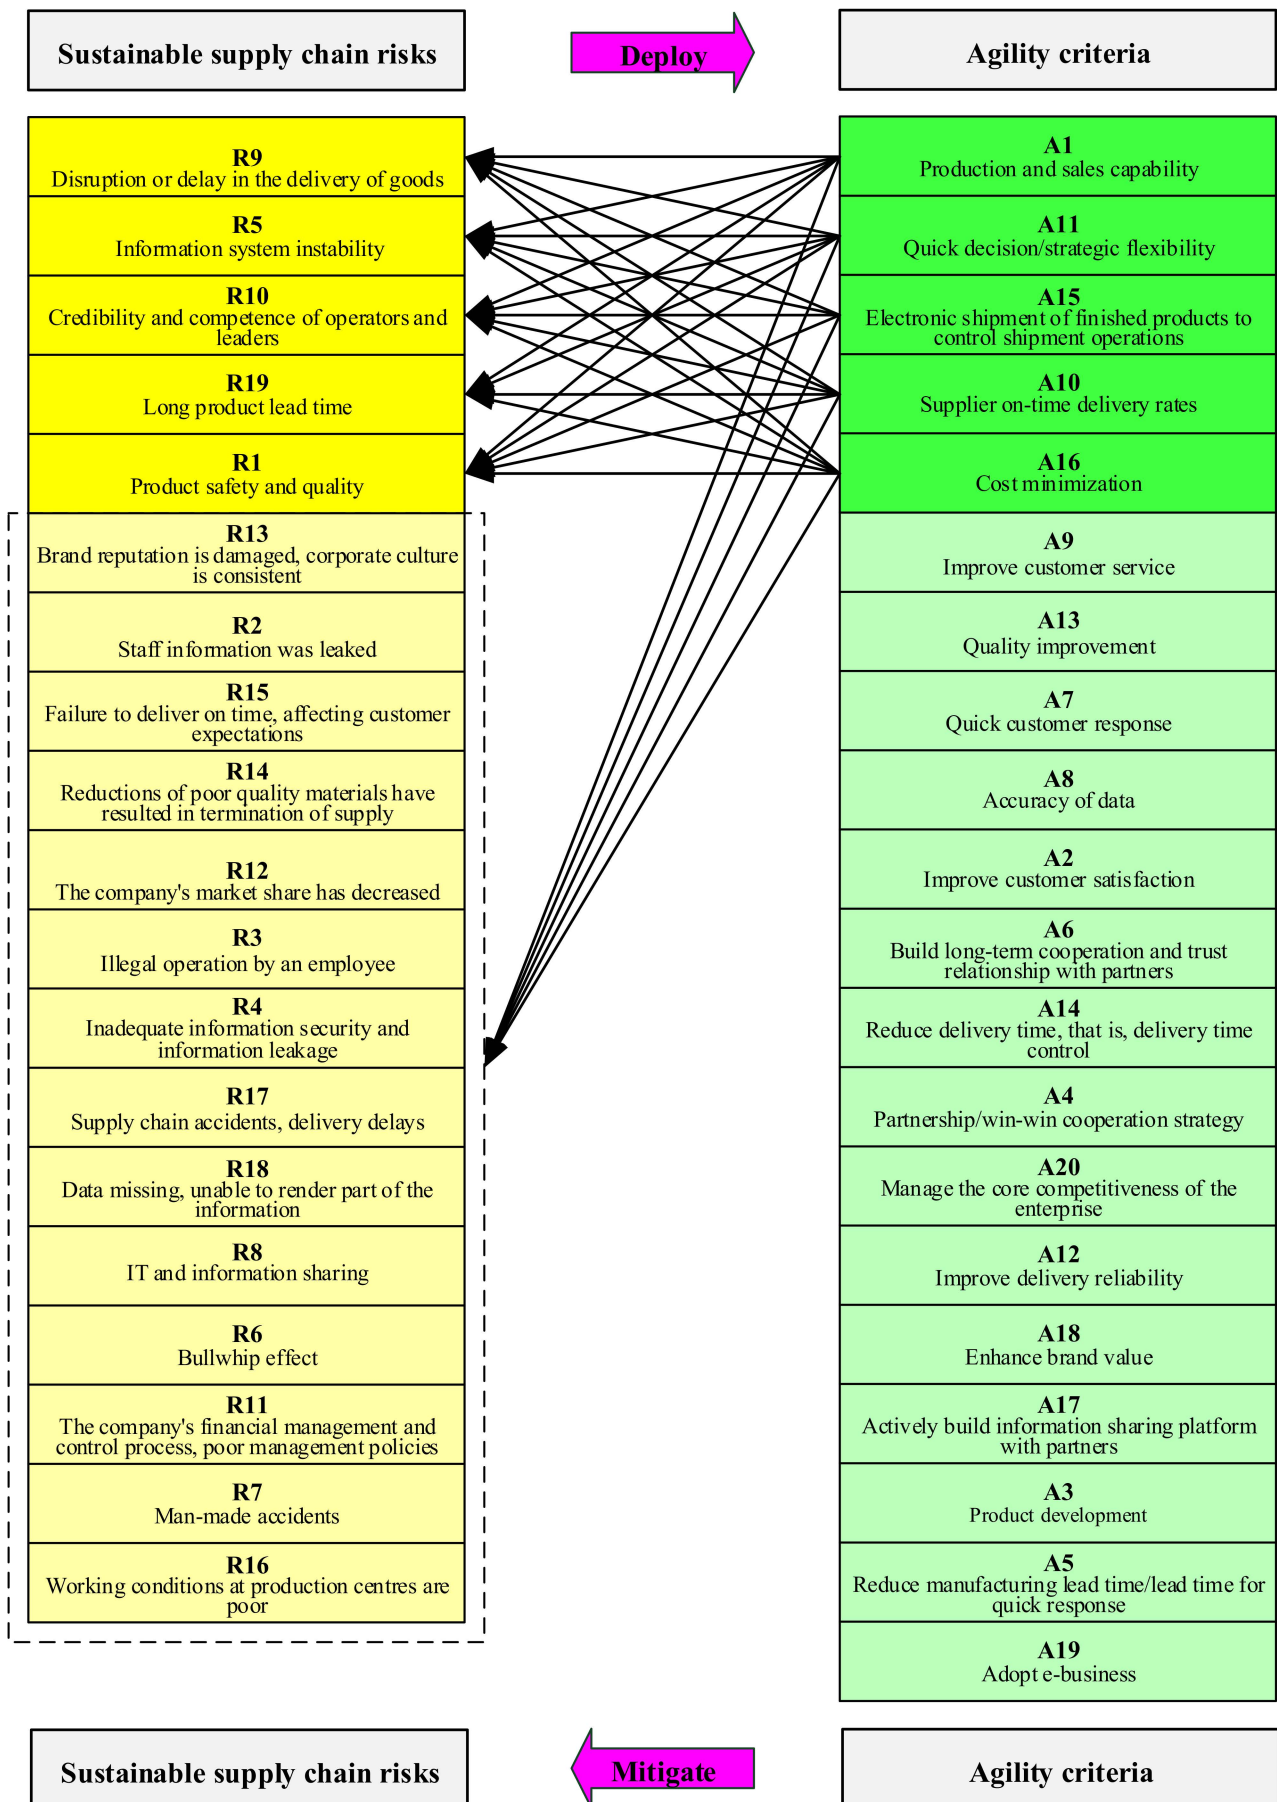 Sustainable supply chain risks
Deploy
Agility criteria
R9
Disruption or delay in the delivery of goods
R5
Information system instability
R10
Credibility and competence of operators and
leaders
R19
Long product lead time
R1
Product safety and quality
R13
Brand reputation is damaged, corporate culture
is consistent
R2
Staff information was leaked
R15
Failure to deliver on time, affecting customer
expectations
R14
Reductions of poor quality materials have
resulted in termination of supply
R12
The company's market share has decreased
R3
Illegal operation by an employee
R4
Inadequate information security and
information leakage
R17
Supply chain accidents, delivery delays
R18
Data missing, unable to render part of the
information
R8
IT and information sharing
R6
Bullwhip effect
R11
The company's financial management and
control process, poor management policies
R7
Man-made accidents
R16
Working conditions at production centres are
poor
A1
Production and sales capability
A11
Quick decision/strategic flexibility
A15
Electronic shipment of finished products to
control shipment operations
A10
Supplier on-time delivery rates
A16
Cost minimization
A9
Improve customer service
A13
Quality improvement
A7
Quick customer response
A8
Accuracy of data
A2
Improve customer satisfaction
A6
Build long-term cooperation and trust
relationship with partners
A14
Reduce delivery time, that is, delivery time
control
A4
Partnership/win-win cooperation strategy
A20
Manage the core competitiveness of the
enterprise
A12
Improve delivery reliability
A18
Enhance brand value
A17
Actively build information sharing platform
with partners
A3
Product development
A5
Reduce manufacturing lead time/lead time for
quick response
A19
Adopt e-business
Sustainable supply chain risks
Mitigate
Agility criteria